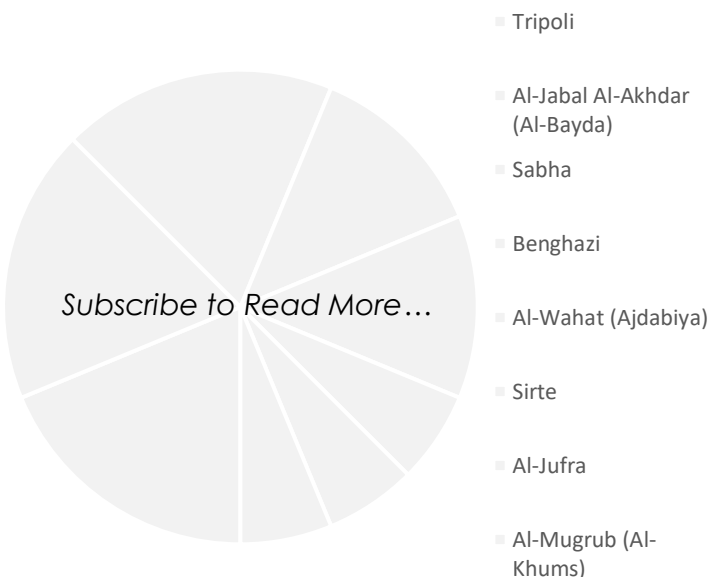 Tripoli
Al-Jabal Al-Akhdar
(Al-Bayda)
Sabha
Benghazi
Subscribe to Read More…
Al-Wahat (Ajdabiya)
Sirte
Al-Jufra
Al-Mugrub (Al-
Khums)